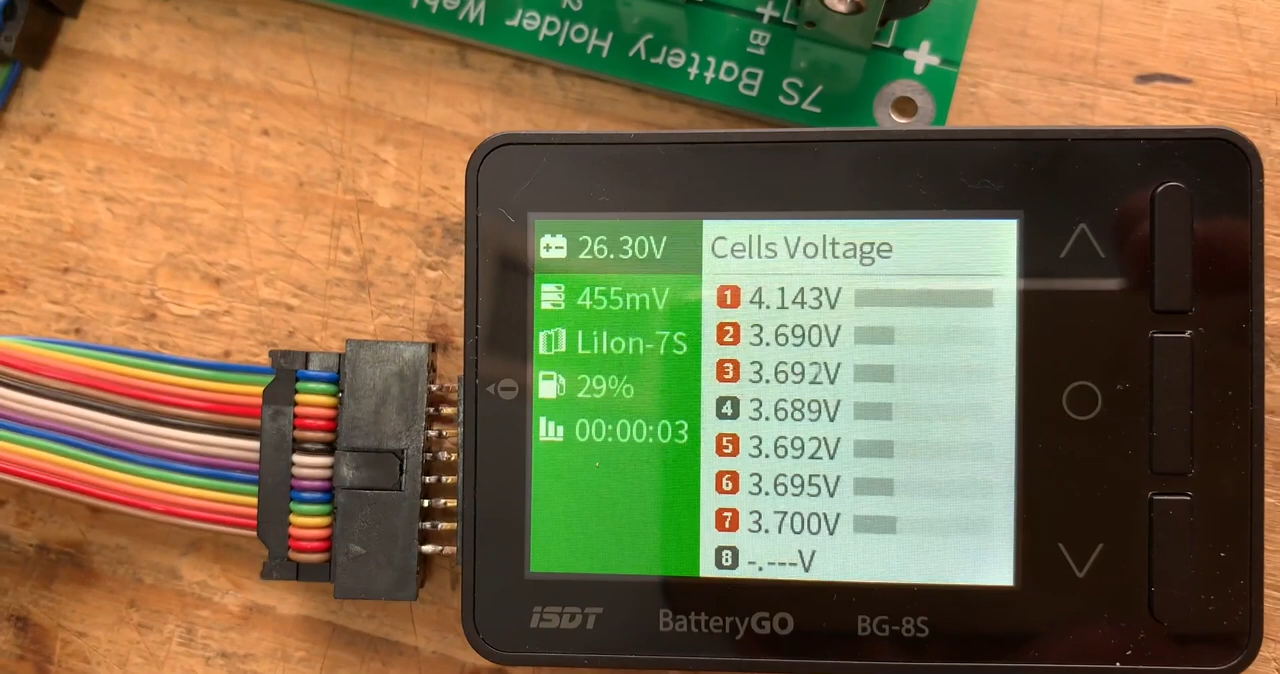 7S Battery Holder
B1
+
+
26.30V
455mV
LiIon-7S
29%
00:00:03
Cells Voltage
1 4.143V
2 3.690V
3 3.692V
4 3.689V
5 3.692V
6 3.695V
7 3.700V
8 -.---V
iSDT
BatteryGO
BG-8S